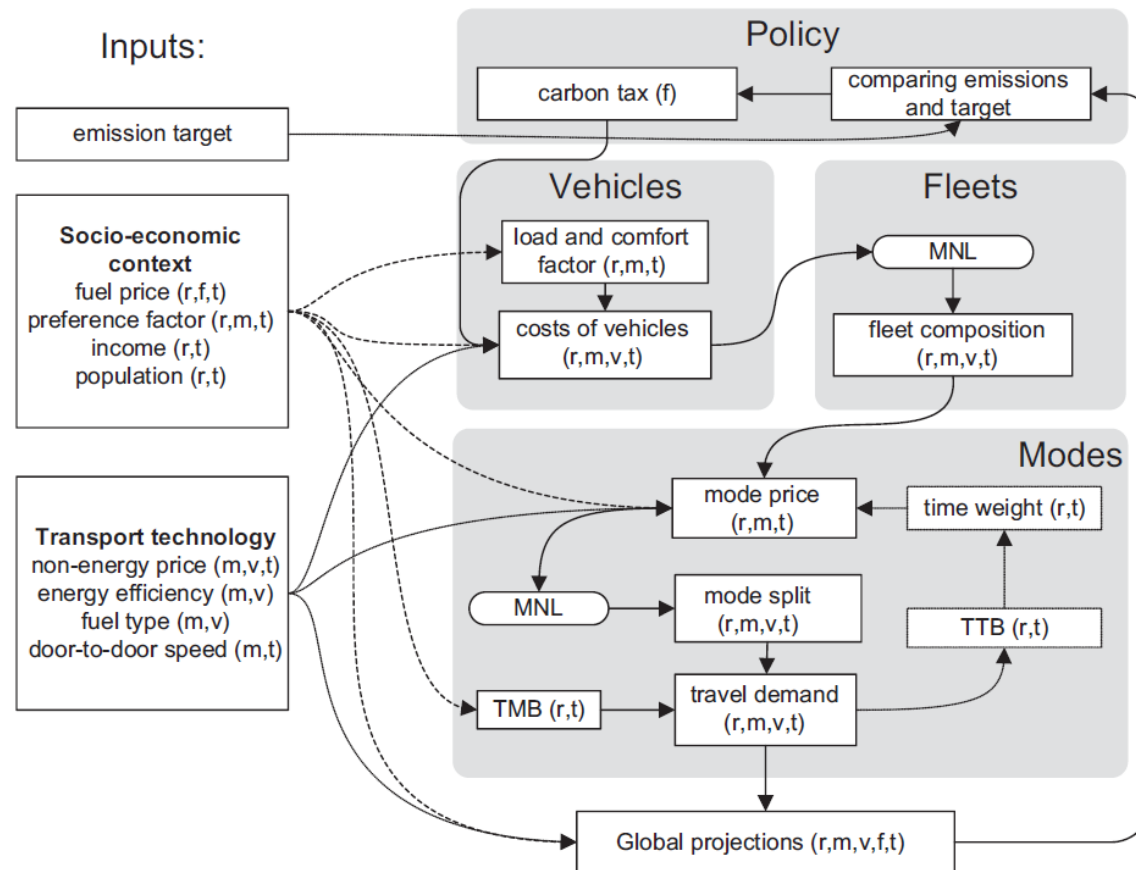 Inputs:
emission target
Socio-economic
context
fuel price (r,f,t)
preference factor (r,m,t)
income (r,t)
population (r,t)
Transport technology
non-energy price (m,v,t)
energy efficiency (m,v)
fuel type (m,v)
door-to-door speed (m,t)
Policy
carbon tax (f)
comparing emissions
and target
Vehicles
load and comfort
factor (r,m,t)
costs of vehicles
(r,m,v,t)
Fleets
MNL
fleet composition
(r,m,v,t)
Modes
mode price
(r,m,t)
time weight (r,t)
MNL
mode split
(r,m,v,t)
TTB (r,t)
TMB (r,t)
travel demand
(r,m,v,t)
Global projections (r,m,v,f,t)